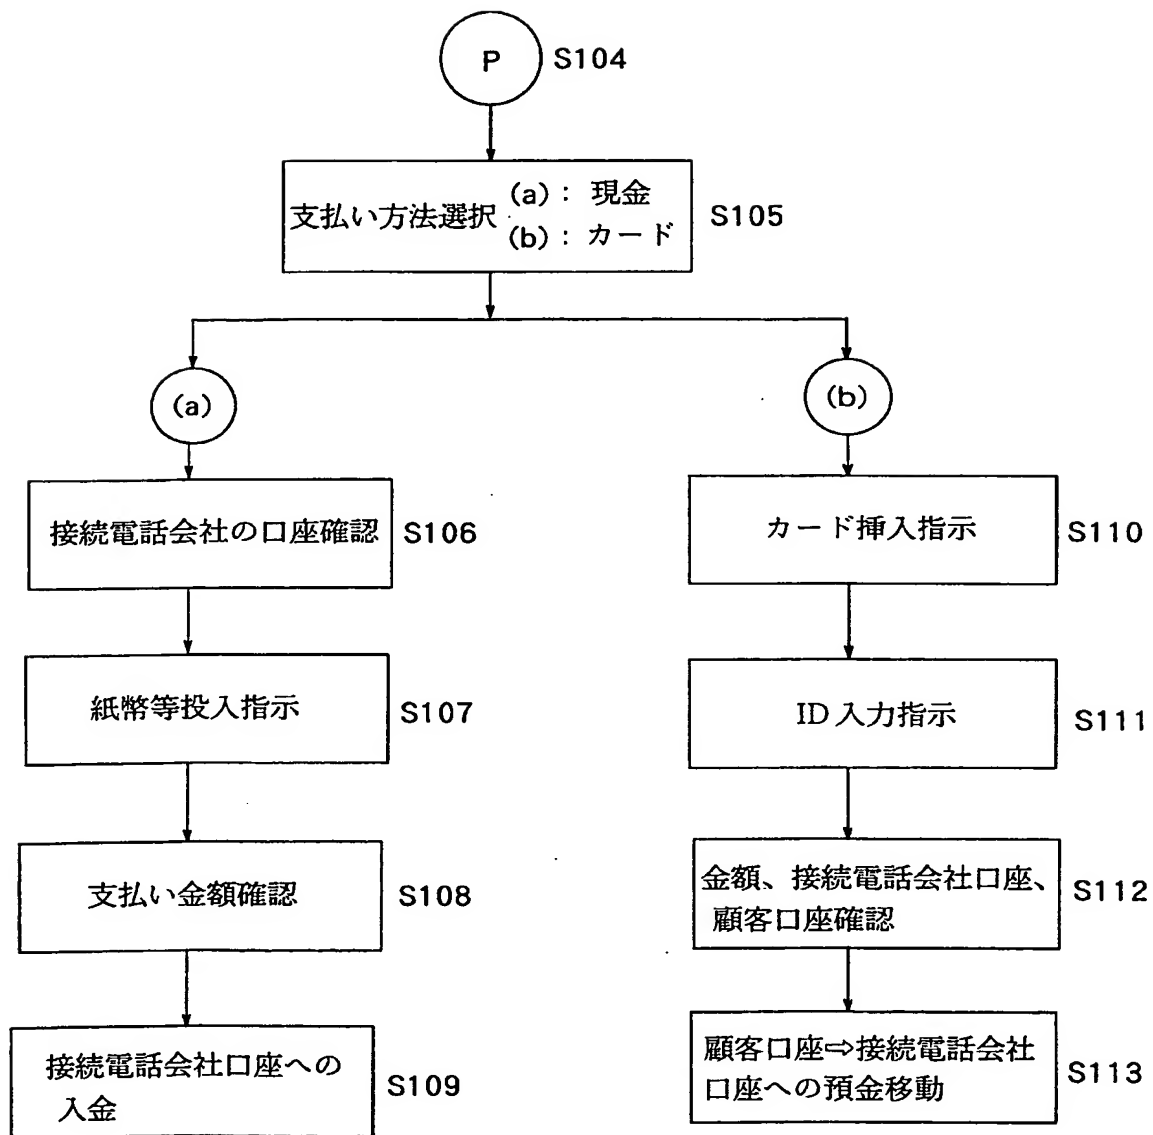 P S104
支払い方法選択 (a): 現金
(b): カード
S105
(a)
接続電話会社の口座確認 S106
紙幣等投入指示 S107
支払い金額確認 S108
接続電話会社口座への
入金
S109
(b)
カード挿入指示 S110
ID入力指示 S111
金額、接続電話会社口座、
顧客口座確認
S112
顧客口座⇨接続電話会社
口座への預金移動
S113